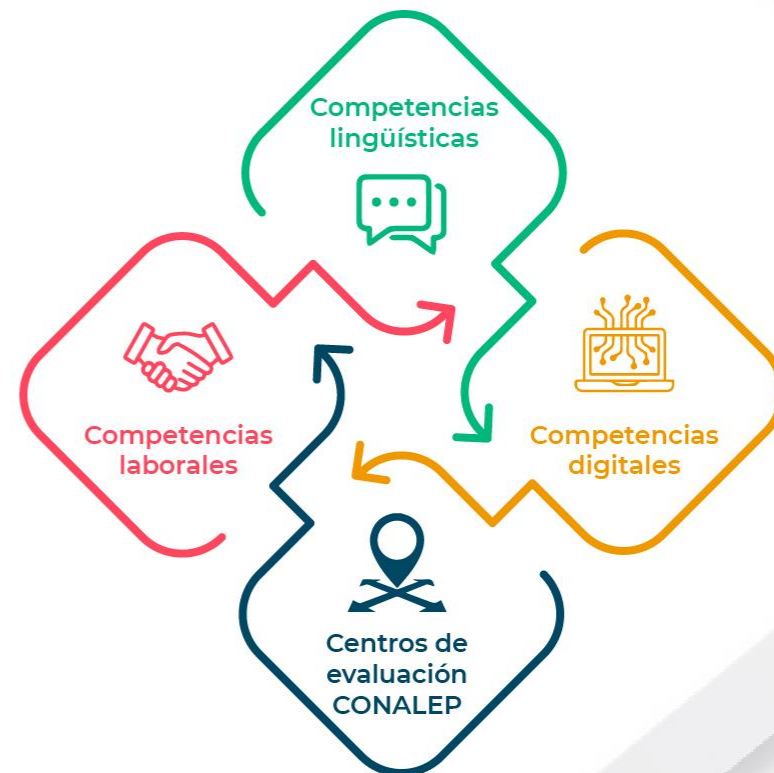 Competencias
lingüísticas
Competencias
laborales
Competencias
digitales
Centros de
evaluación
CONALEP